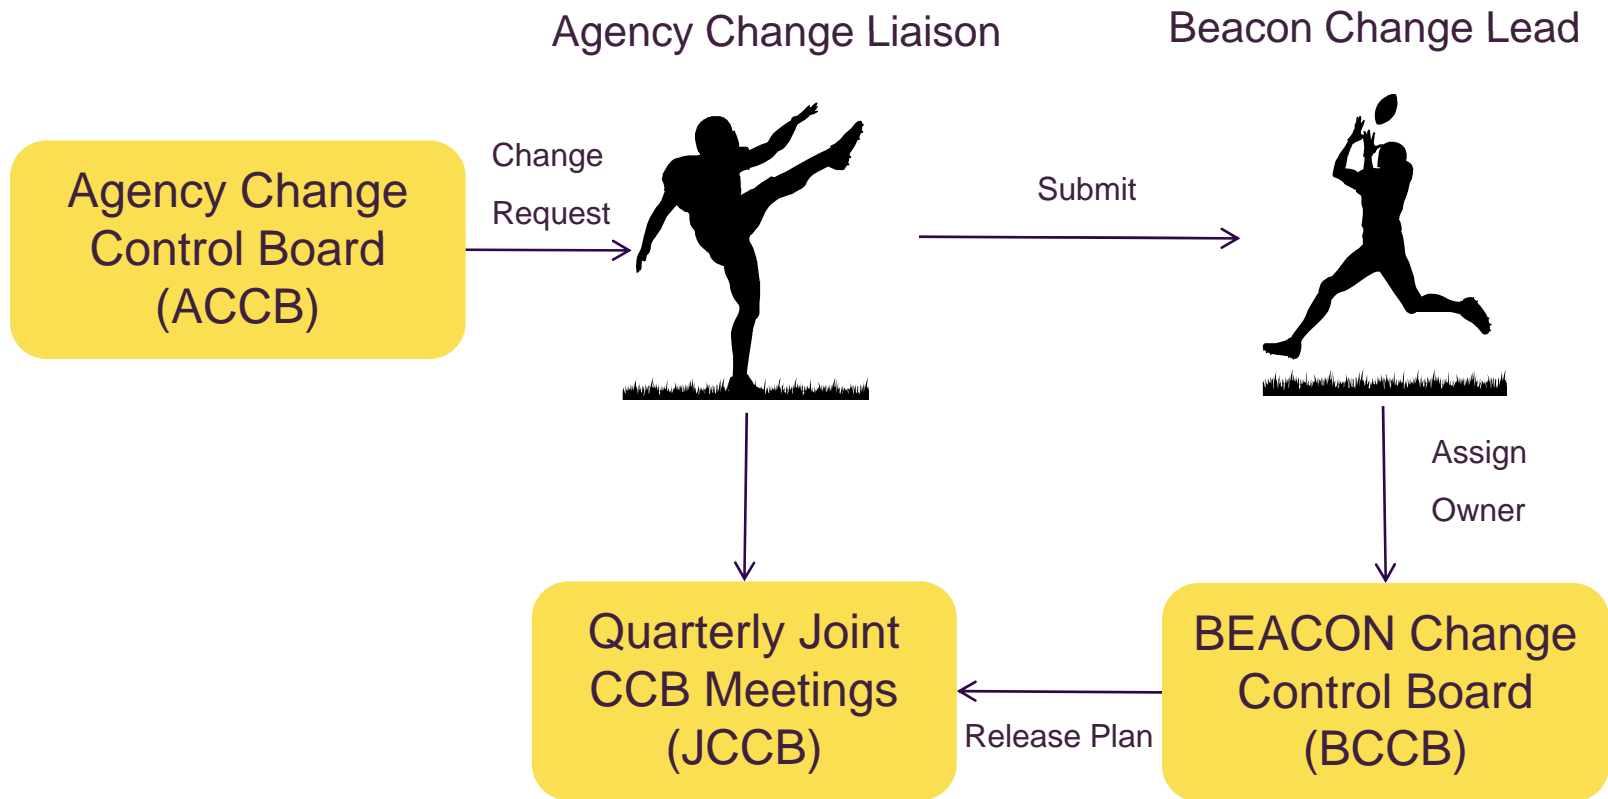 Agency Change Liaison
Beacon Change Lead
Agency Change
Control Board
(ACCB)
Change
Request
Submit
Assign
Owner
Quarterly Joint
CCB Meetings
(JCCB)
Release Plan
BEACON Change
Control Board
(BCCB)